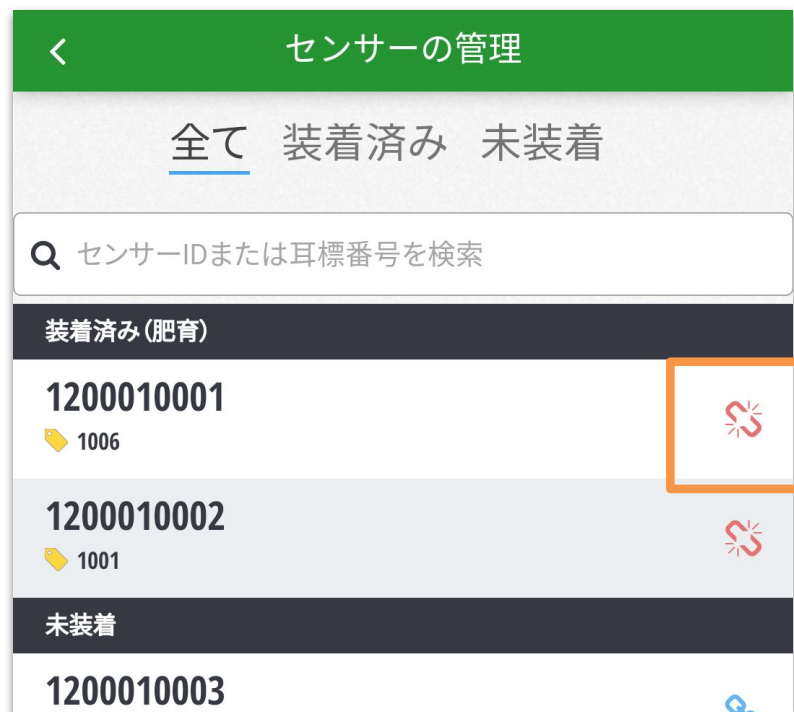 センサーの管理
全て 装着済み 未装着
センサーIDまたは耳標番号を検索
装着済み(肥育)
1200010001
1006
1200010002
1001
未装着
1200010003